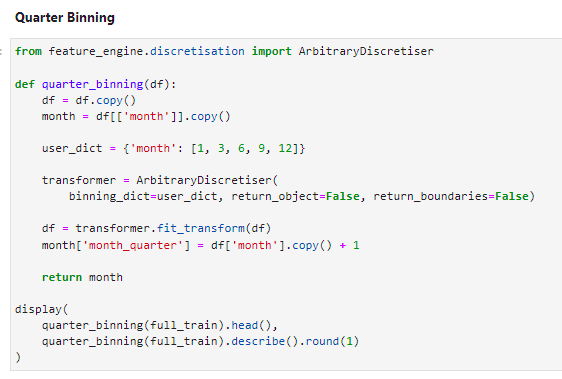 Quarter Binning
:
from feature_engine.discretisation import ArbitraryDiscretiser
def quarter_binning(df):
    df = df.copy()
    month = df[['month']].copy()
    user_dict = {'month': [1, 3, 6, 9, 12]}
    transformer = ArbitraryDiscretiser(
        binning_dict=user_dict, return_object=False, return_boundaries=False)
    df = transformer.fit_transform(df)
    month['month_quarter'] = df['month'].copy() + 1
    return month
display(
    quarter_binning(full_train).head(),
    quarter_binning(full_train).describe().round(1)
)